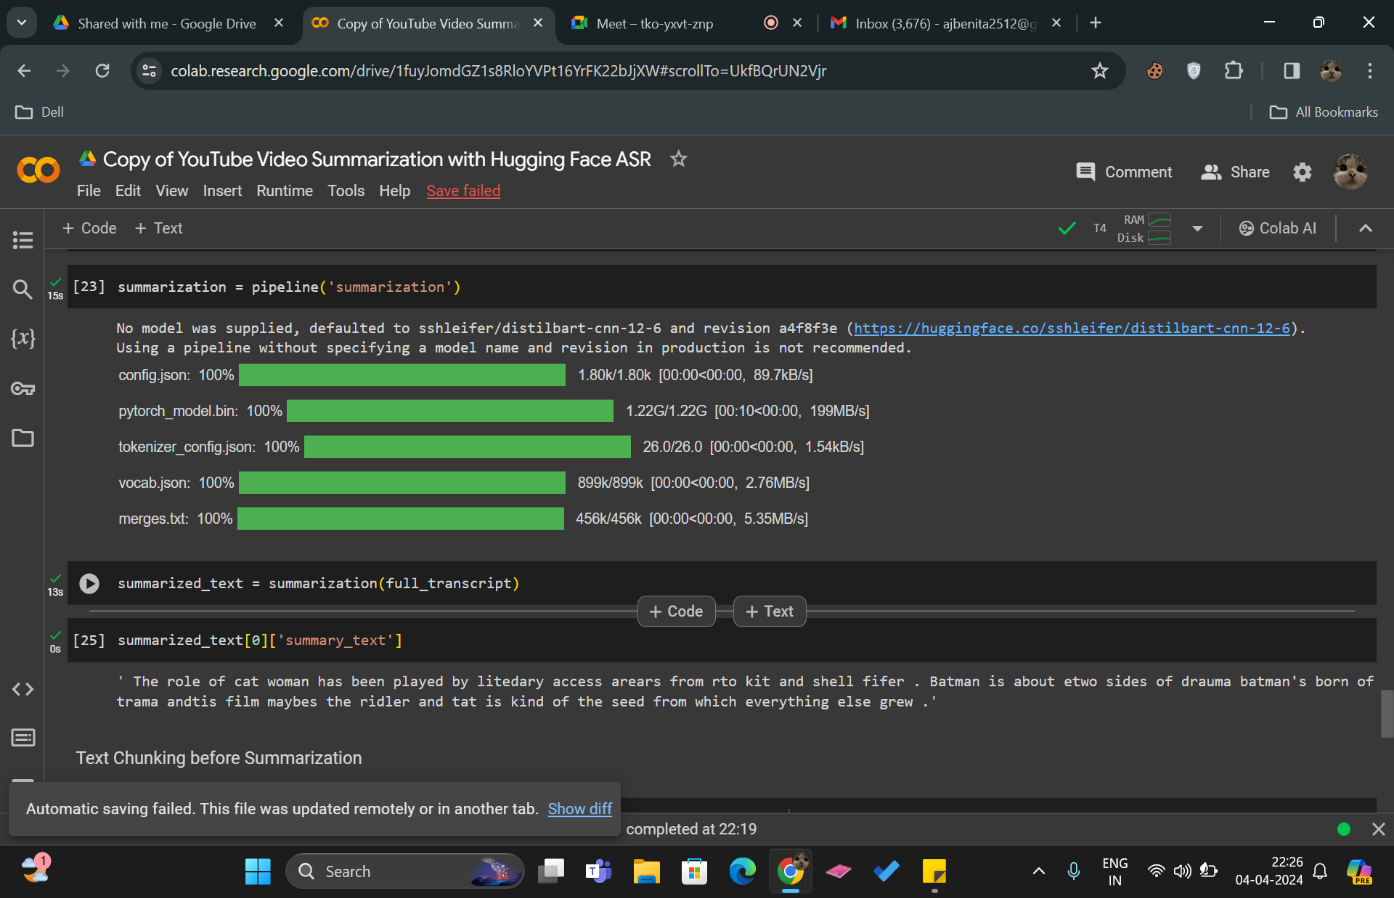 Shared with me - Google Drive
Copy of YouTube Video Summa
Meet – tko-yxvt-znp
Inbox (3,676) - ajbenita2512@g
colab.research.google.com/drive/1fuyJomdGZ1s8RloYVPt16YrFK22bJjXW#scrollTo=UkfBQrUN2Vjr
Dell
All Bookmarks
Copy of YouTube Video Summarization with Hugging Face ASR
Comment
Share
File Edit View Insert Runtime Tools Help Save failed
+ Code + Text
T4
RAM
Disk
Colab AI
15s
[23] summarization = pipeline('summarization')
No model was supplied, defaulted to sshleifer/distilbart-cnn-12-6 and revision a4f8f3e (https://huggingface.co/sshleifer/distilbart-cnn-12-6).
Using a pipeline without specifying a model name and revision in production is not recommended.
config.json: 100% 1.80k/1.80k [00:00<00:00, 89.7kB/s]
pytorch_model.bin: 100% 1.22G/1.22G [00:10<00:00, 199MB/s]
tokenizer_config.json: 100% 26.0/26.0 [00:00<00:00, 1.54kB/s]
vocab.json: 100% 899k/899k [00:00<00:00, 2.76MB/s]
merges.txt: 100% 456k/456k [00:00<00:00, 5.35MB/s]
13s
summarized_text = summarization(full_transcript)
+ Code + Text
0s
[25] summarized_text[0]['summary_text']
' The role of cat woman has been played by litedary access arears from rto kit and shell fifer . Batman is about etwo sides of drauma batman's born of
trama andtis film maybes the ridler and tat is kind of the seed from which everything else grew .'
Text Chunking before Summarization
Automatic saving failed. This file was updated remotely or in another tab. Show diff
completed at 22:19
1
Search
ENG
IN
22:26
04-04-2024
PRE